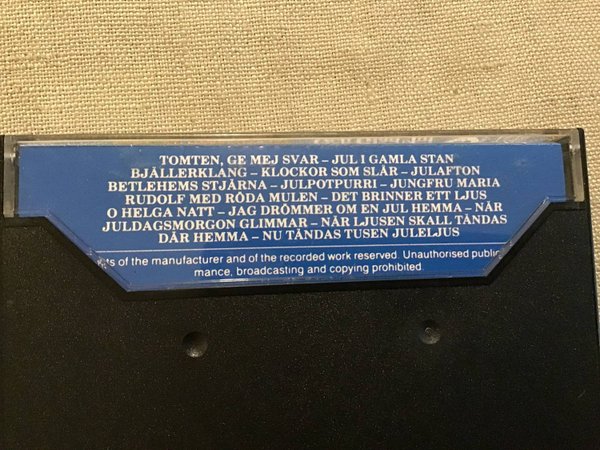 TOMTEN, GE MEJ SVAR – JUL I GAMLA STAN
BJÄLLERKLANG – KLOCKOR SOM SLÅR – JULAFTON
BETLEHEMS STJÄRNA – JULPOTPURRI – JUNGFRU MARIA
RUDOLF MED RÖDA MULEN – DET BRINNER ETT LJUS
O HELGA NATT – JAG DRÖMMER OM EN JUL HEMMA – NÄR
JULDAGSMORGON GLIMMAR – NÄR LJUSEN SKALL TÄNDAS
DÄR HEMMA – NU TÄNDAS TUSEN JULELJUS
of the manufacturer and of the recorded work reserved. Unauthorised
mance, broadcasting and copying prohibited.